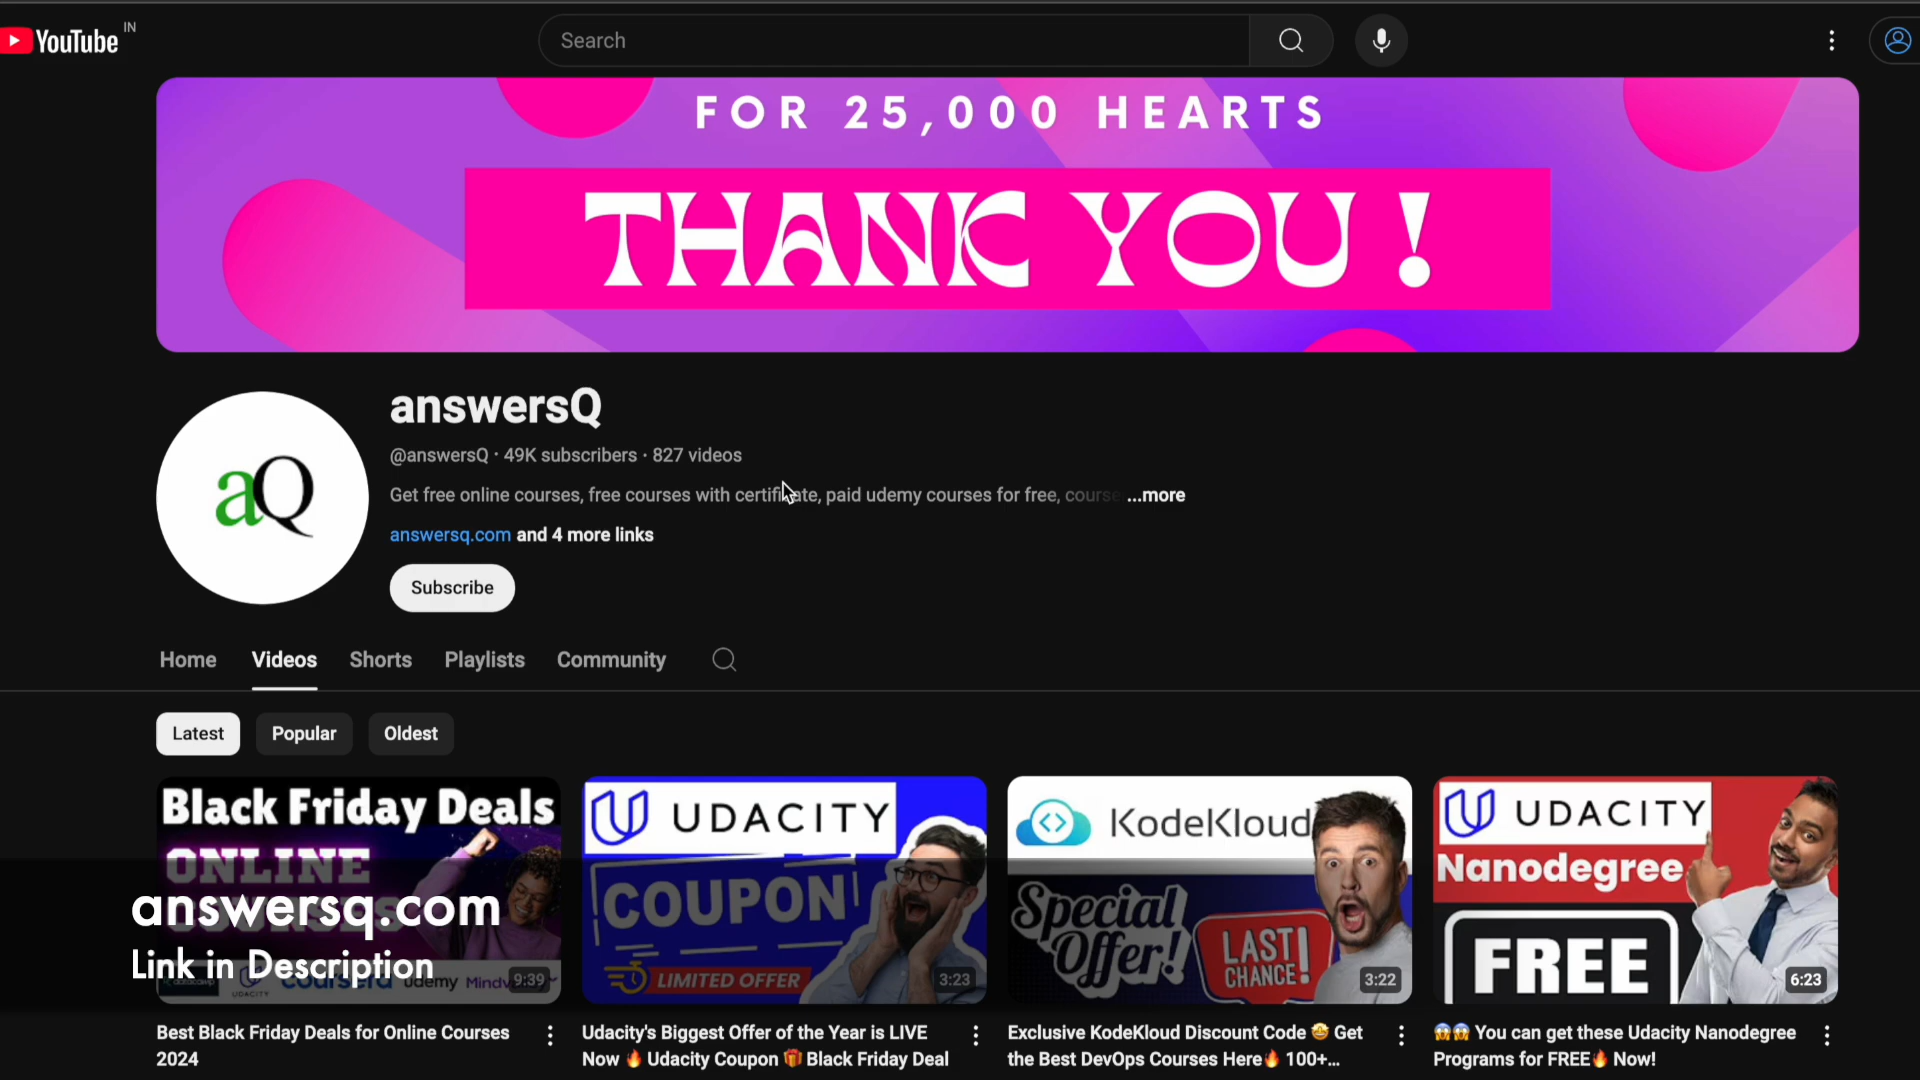 YouTube IN
Search
FOR 25,000 HEARTS
THANK YOU !
aQ
answersQ
@answersQ · 49K subscribers · 827 videos
Get free online courses, free courses with certificate, paid udemy courses for free, course ...more
answersq.com and 4 more links
Subscribe
Home Videos Shorts Playlists Community
Latest Popular Oldest
Black Friday Deals
ONLINE
answersq.com
Link in Description
UDACITY coursera udemy
9:39
UDACITY
COUPON
LIMITED OFFER
3:23
KodeKloud
Special
Offer!
LAST
CHANCE!
3:22
UDACITY
Nanodegree
FREE
6:23
Best Black Friday Deals for Online Courses
2024
Udacity's Biggest Offer of the Year is LIVE
Now 🔥 Udacity Coupon 🎁 Black Friday Deal
Exclusive KodeKloud Discount Code 🤩 Get
the Best DevOps Courses Here🔥 100+...
😱😱 You can get these Udacity Nanodegree
Programs for FREE🔥 Now!